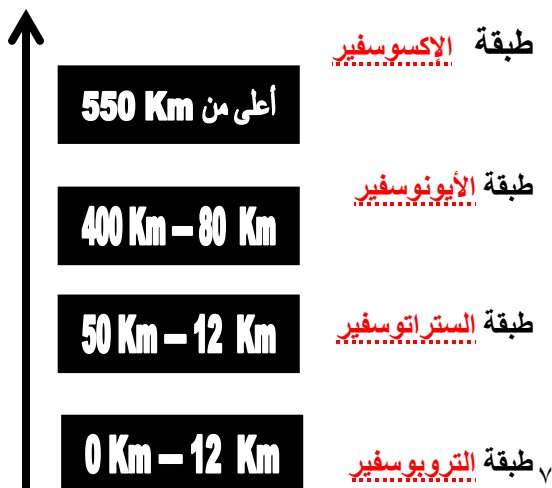 طبقة الإكسوسفير
أعلى من 550 Km
طبقة الأيونوسفير
400 Km – 80 Km
طبقة الستراتوسفير
50 Km – 12 Km
طبقة التروبوسفير
0 Km – 12 Km
٧